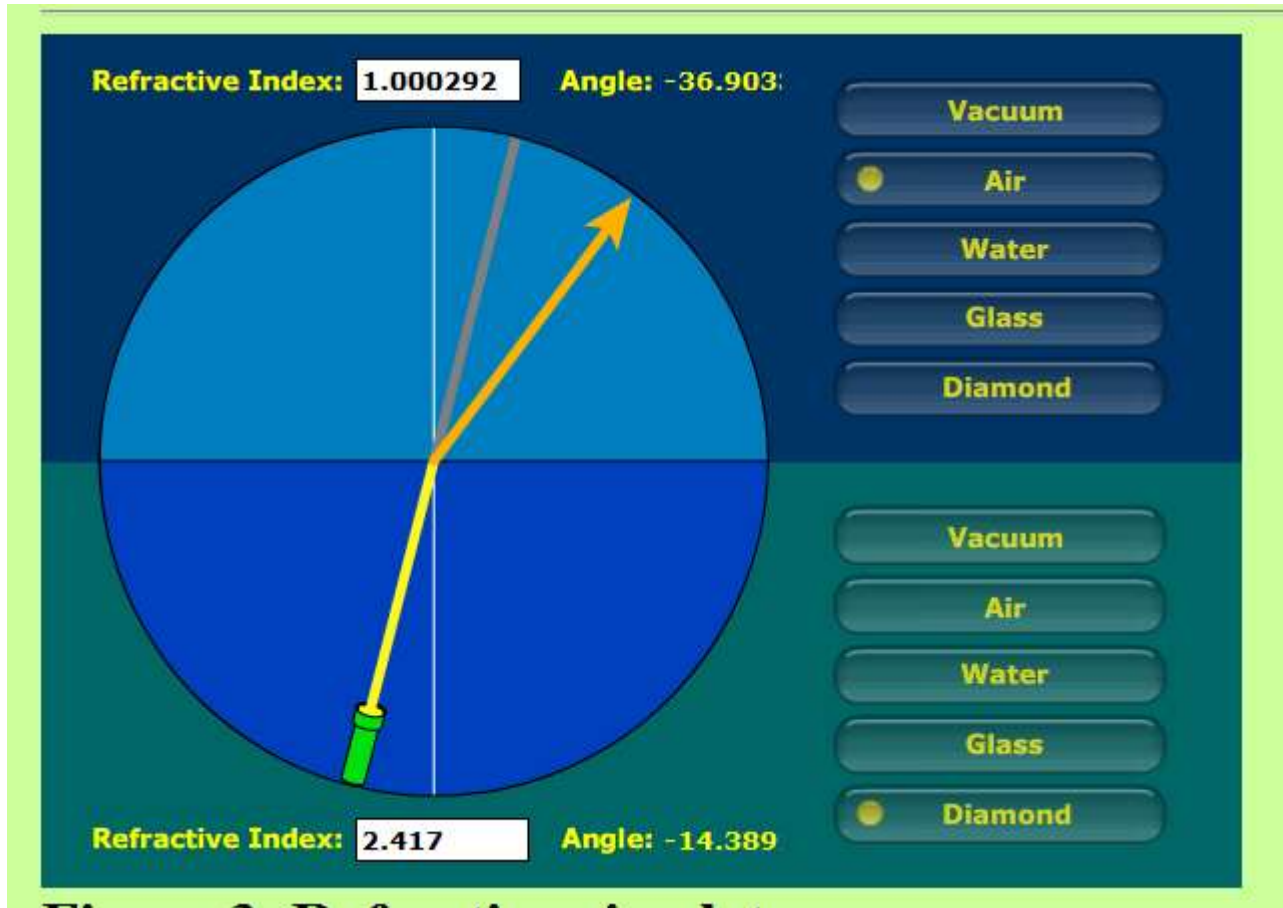 Refractive Index: 1.000292 Angle: -36.903
Vacuum
Air
Water
Glass
Diamond
Vacuum
Air
Water
Glass
Diamond
Refractive Index: 2.417 Angle: -14.389